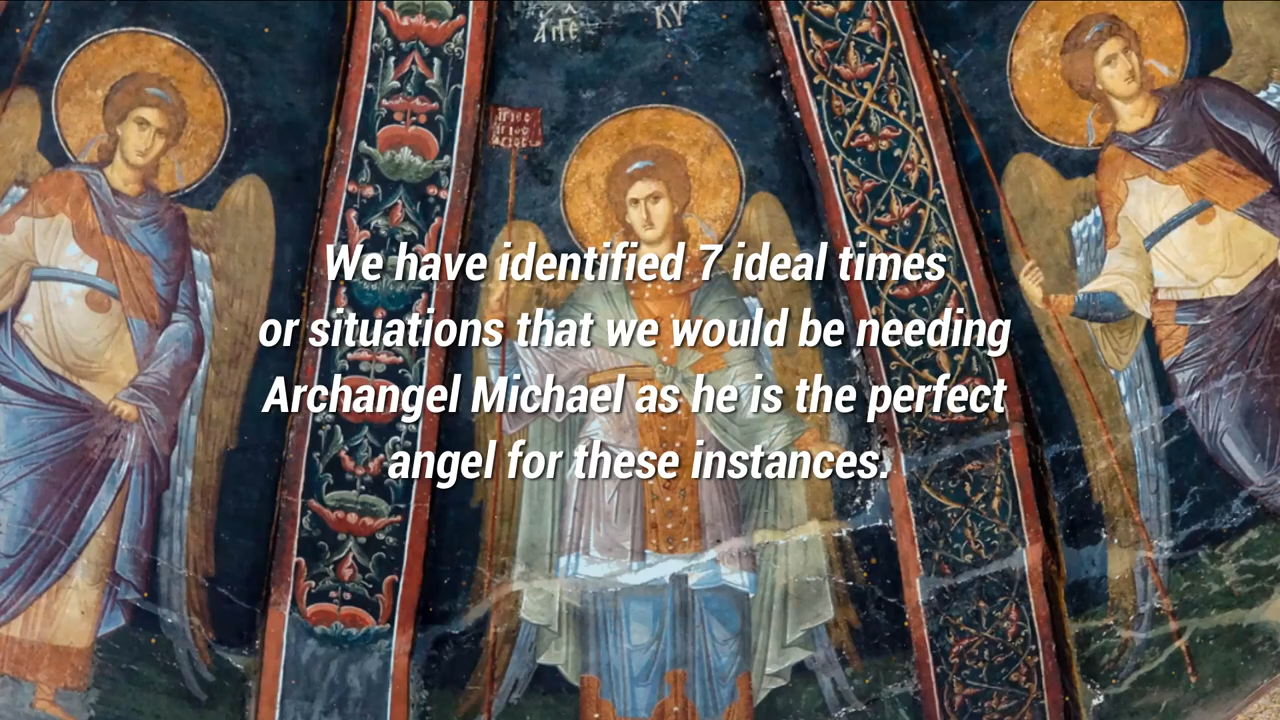 We have identified 7 ideal times
or situations that we would be needing
Archangel Michael as he is the perfect
angel for these instances.